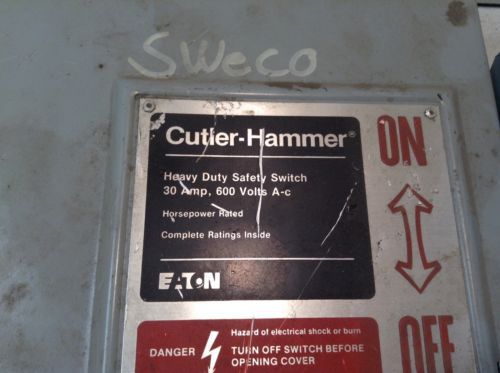 SWeco
Cutler-Hammer®
ON
Heavy Duty Safety Switch
30 Amp, 600 Volts A-c
Horsepower Rated
Complete Ratings Inside
EATON
OFF
Hazard of electrical shock or burn
DANGER
TURN OFF SWITCH BEFORE
OPENING COVER